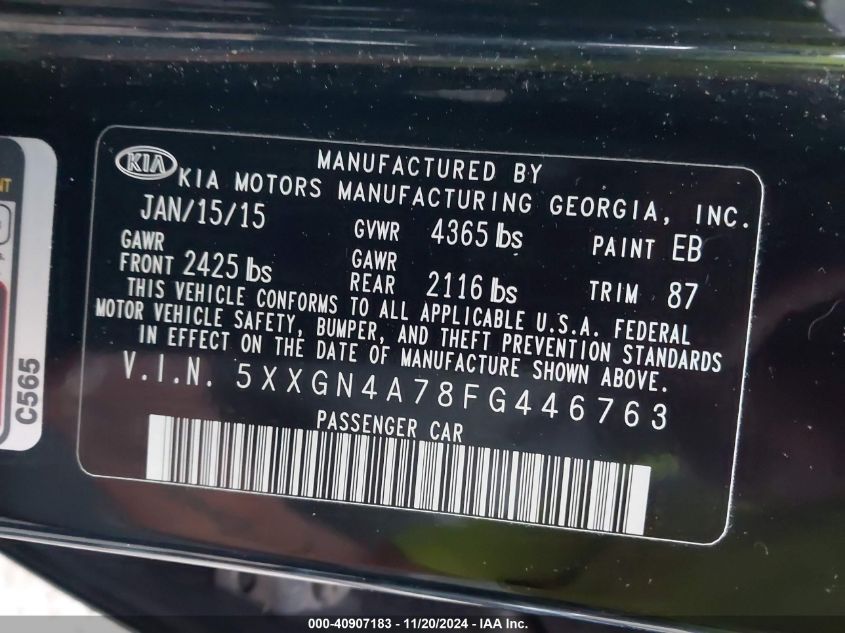 KIA
MANUFACTURED BY
KIA MOTORS MANUFACTURING GEORGIA, INC.
JAN/15/15 GVWR 4365 lbs PAINT EB
GAWR GAWR
FRONT 2425 lbs REAR 2116 lbs TRIM 87
THIS VEHICLE CONFORMS TO ALL APPLICABLE U.S.A. FEDERAL
MOTOR VEHICLE SAFETY, BUMPER, AND THEFT PREVENTION STANDARDS
IN EFFECT ON THE DATE OF MANUFACTURE SHOWN ABOVE.
V.I.N. 5XXGN4A78FG446763
PASSENGER CAR
C565
000-40907183 - 11/20/2024 - IAA Inc.